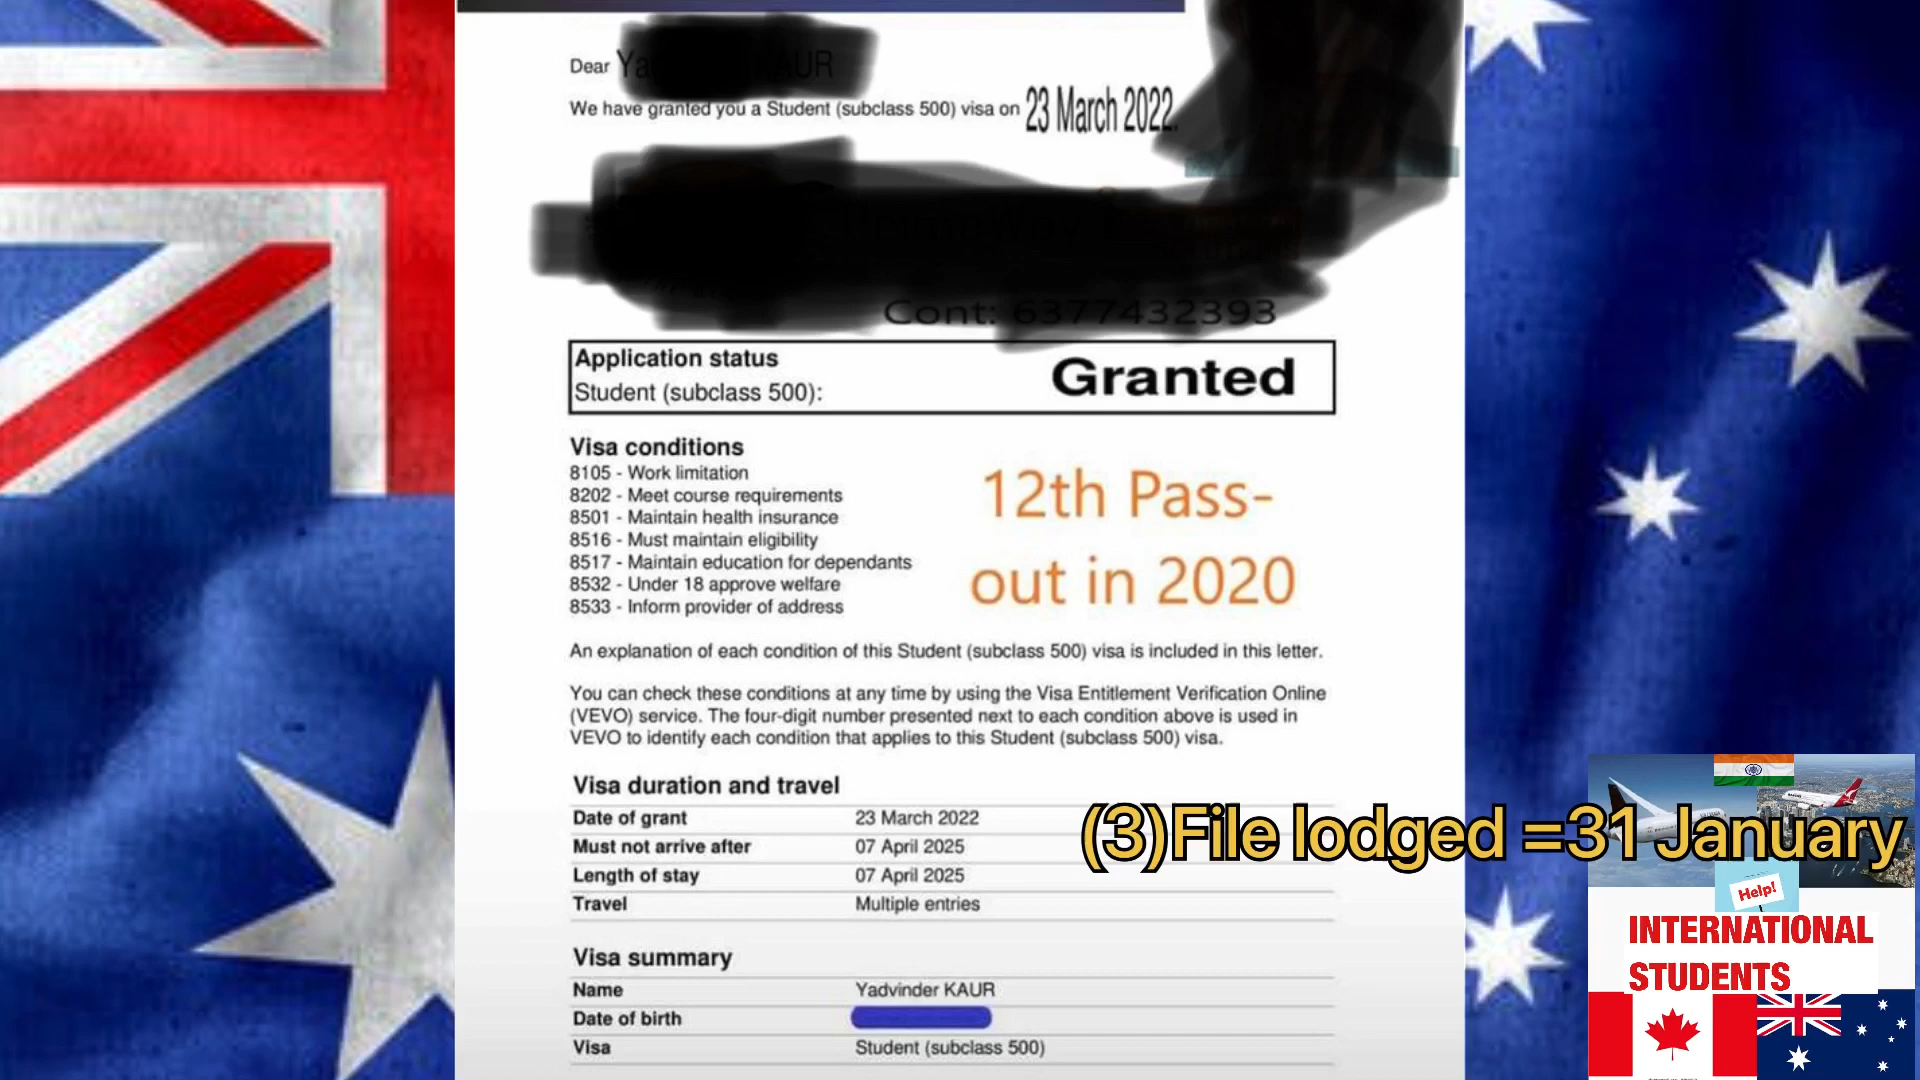 Dear Ya KAUR
We have granted you a Student (subclass 500) visa on 23 March 2022.
Cont: 6377432393
Application status
Student (subclass 500):
Granted
Visa conditions
8105 - Work limitation
8202 - Meet course requirements
8501 - Maintain health insurance
8516 - Must maintain eligibility
8517 - Maintain education for dependants
8532 - Under 18 approve welfare
8533 - Inform provider of address
12th Pass-
out in 2020
An explanation of each condition of this Student (subclass 500) visa is included in this letter.
You can check these conditions at any time by using the Visa Entitlement Verification Online
(VEVO) service. The four-digit number presented next to each condition above is used in
VEVO to identify each condition that applies to this Student (subclass 500) visa.
Visa duration and travel
Date of grant 23 March 2022
Must not arrive after 07 April 2025
Length of stay 07 April 2025
Travel Multiple entries
(3)File lodged =31 January
Visa summary
Name Yadvinder KAUR
Date of birth
Visa Student (subclass 500)
Help!
INTERNATIONAL
STUDENTS